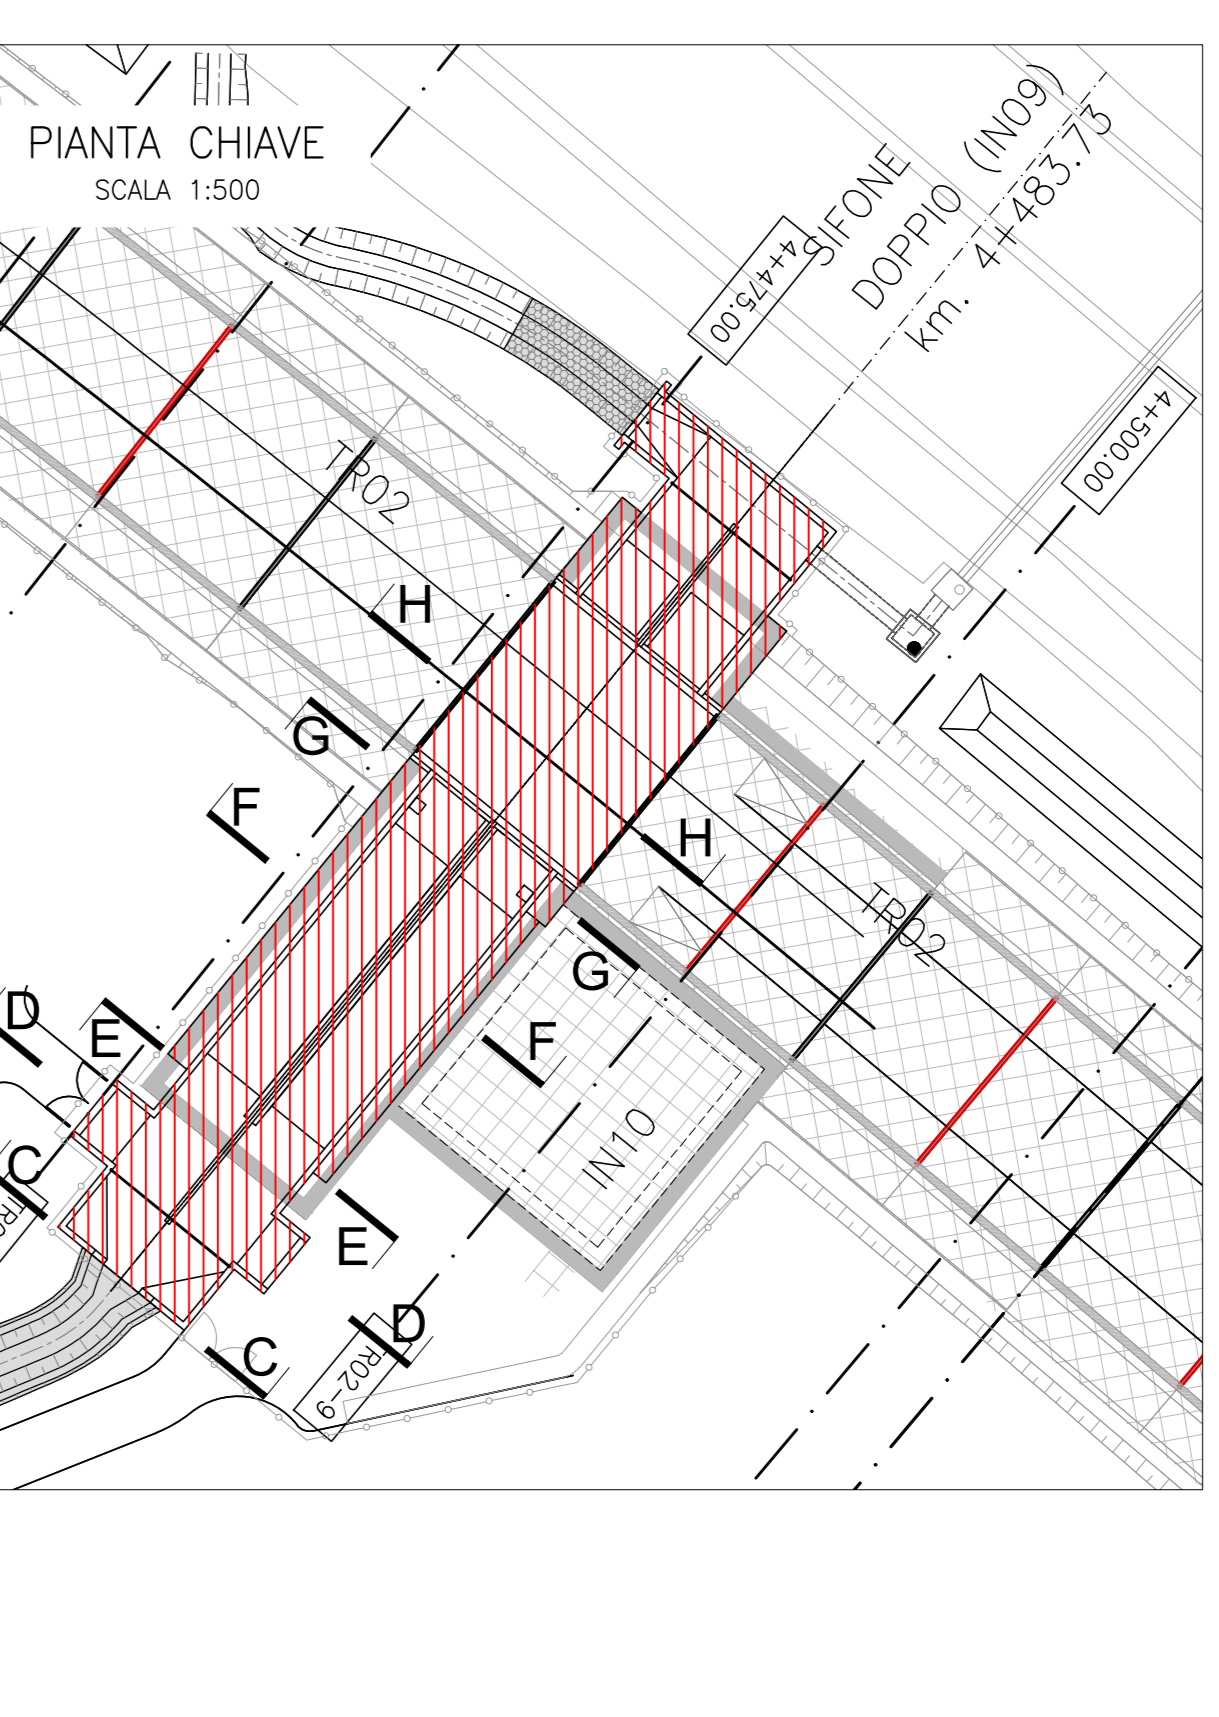 PIANTA CHIAVE
SCALA 1:500
SIFONE
DOPPIO (IN09)
km. 4+483.73
4+475.00
4+500.00
TR02
H
G
F
H
TR02
G
D
E
F
IN10
C
E
D
C
TR02-9